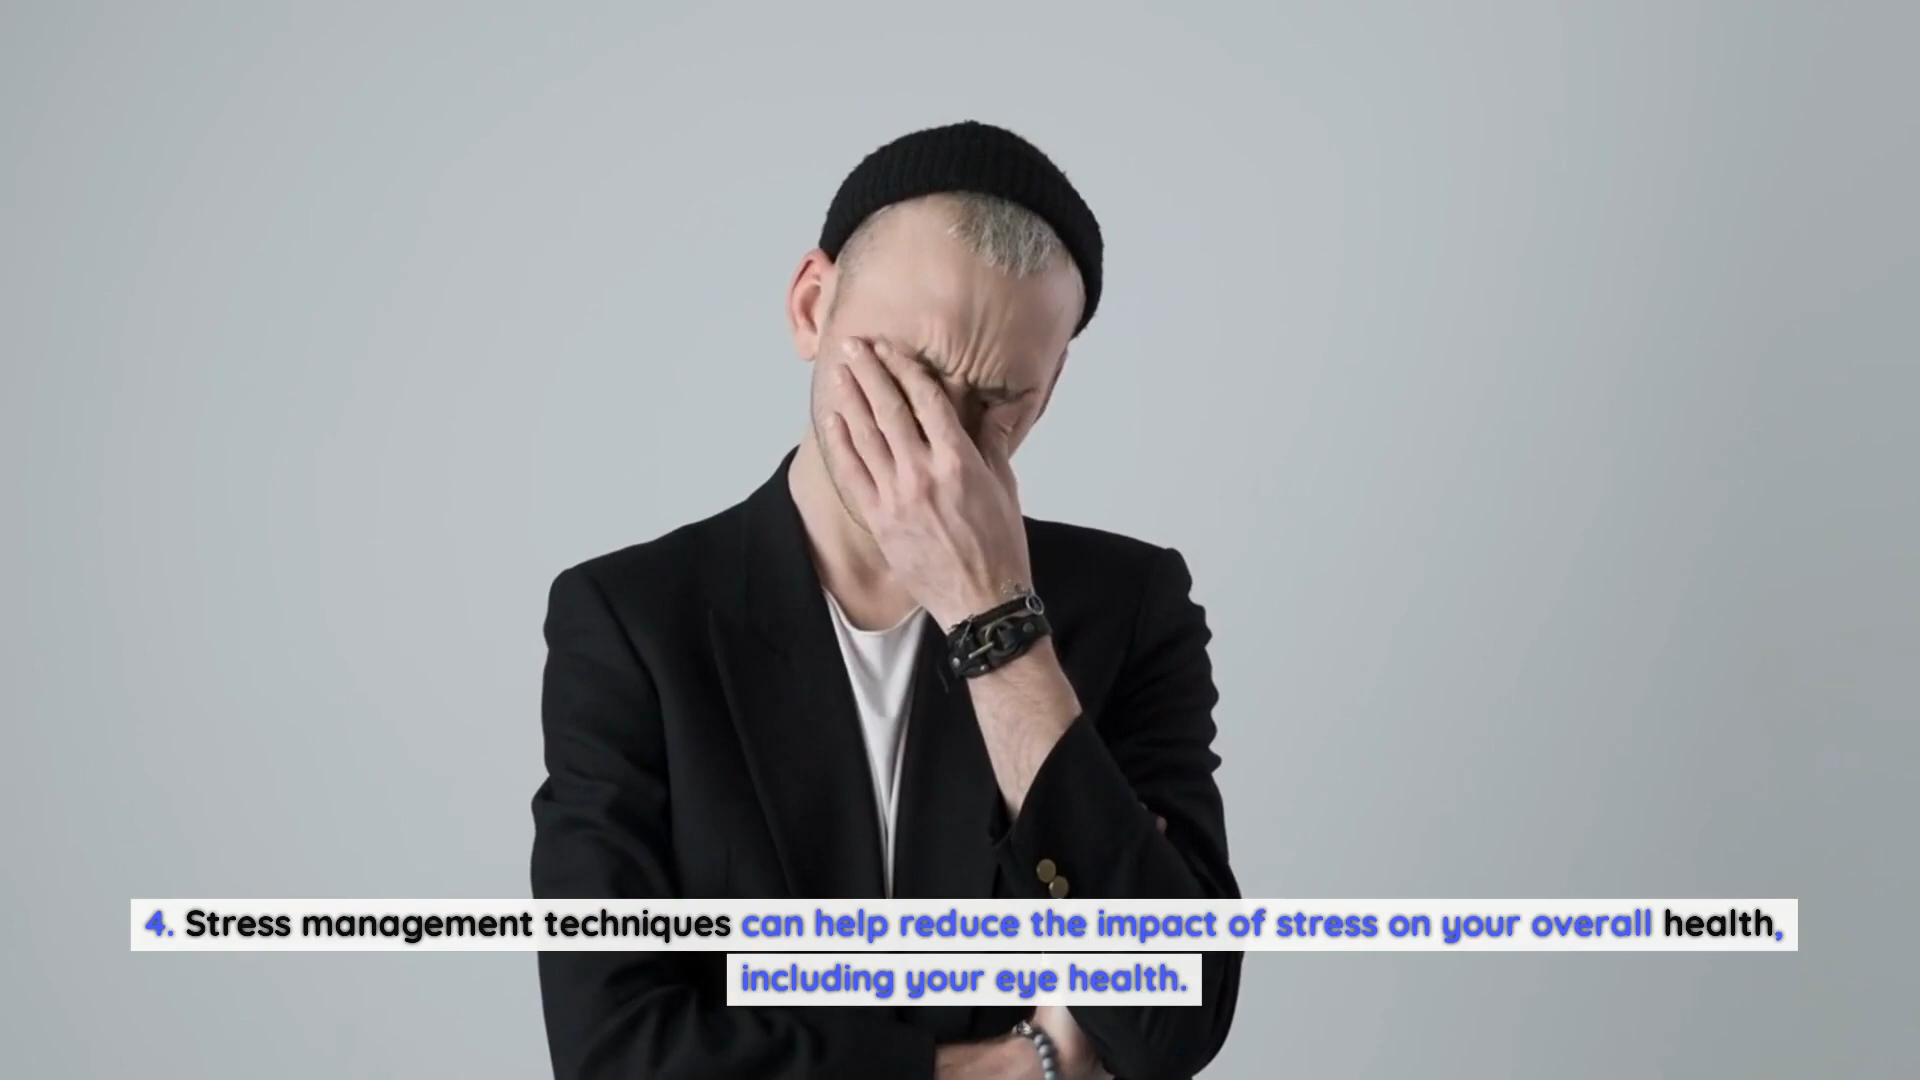 4. Stress management techniques can help reduce the impact of stress on your overall health,
including your eye health.